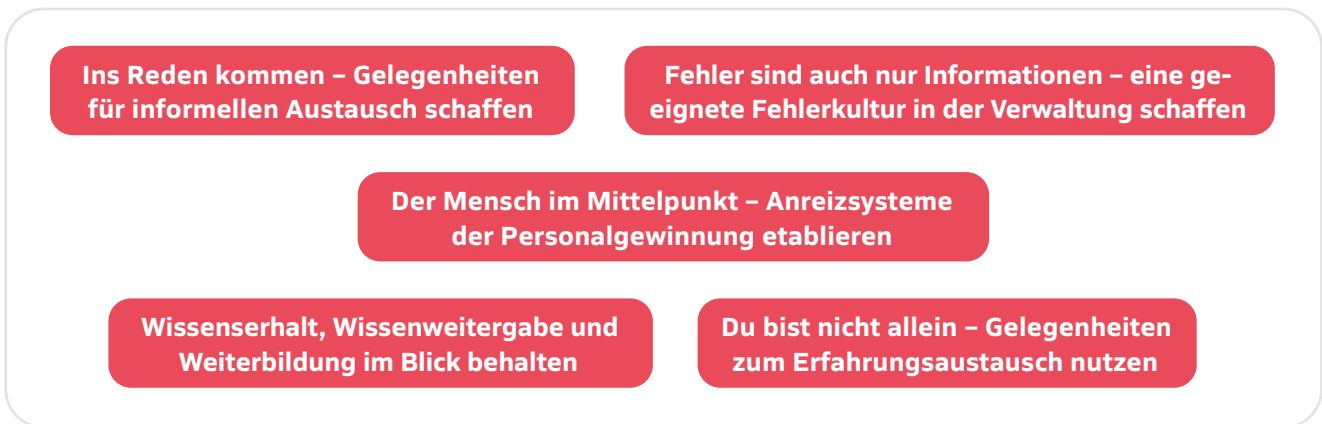 Ins Reden kommen – Gelegenheiten
für informellen Austausch schaffen
Fehler sind auch nur Informationen – eine ge-
eignete Fehlerkultur in der Verwaltung schaffen
Der Mensch im Mittelpunkt – Anreizsysteme
der Personalgewinnung etablieren
Wissenserhalt, Wissenweitergabe und
Weiterbildung im Blick behalten
Du bist nicht allein – Gelegenheiten
zum Erfahrungsaustausch nutzen